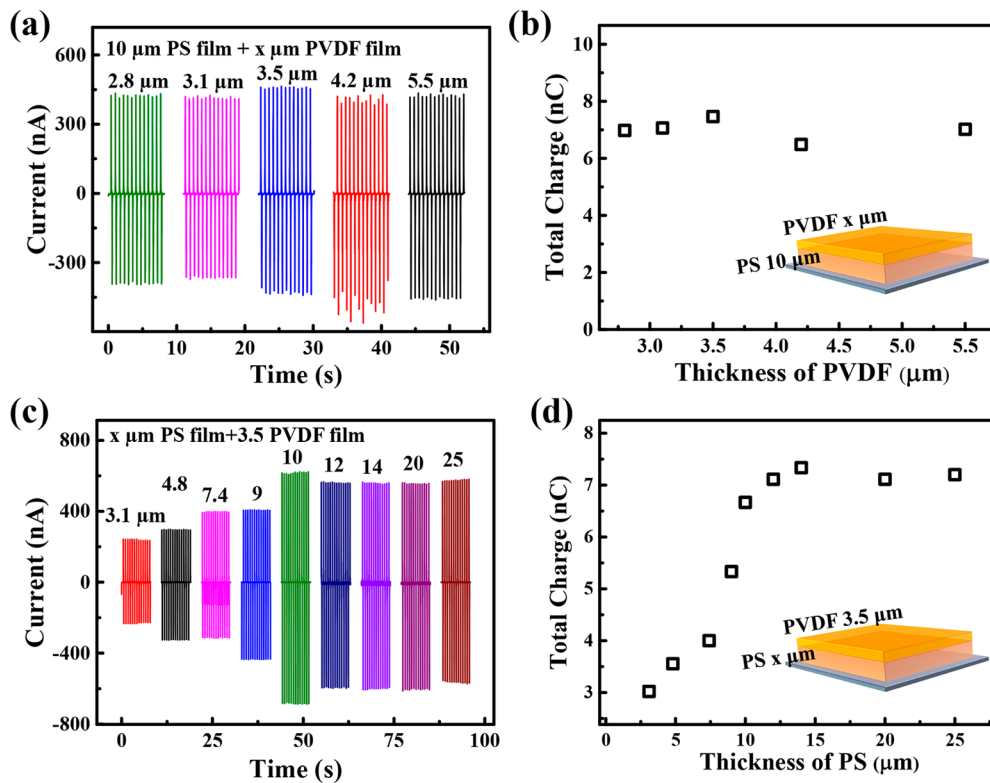 (a)
10 μm PS film + x μm PVDF film
2.8 μm 3.1 μm 3.5 μm 4.2 μm 5.5 μm
600
300
0
-300
Current (nA)
0 10 20 30 40 50
Time (s)
(b)
10
8
6
4
2
0
Total Charge (nC)
PVDF x μm
PS 10 μm
3.0 3.5 4.0 4.5 5.0 5.5
Thickness of PVDF (μm)
(c)
x μm PS film+3.5 PVDF film
3.1 μm 4.8 7.4 9 10 12 14 20 25
800
400
0
-400
-800
Current (nA)
0 25 50 75 100
Time (s)
(d)
8
7
6
5
4
3
Total Charge (nC)
PVDF 3.5 μm
PS x μm
0 5 10 15 20 25
Thickness of PS (μm)